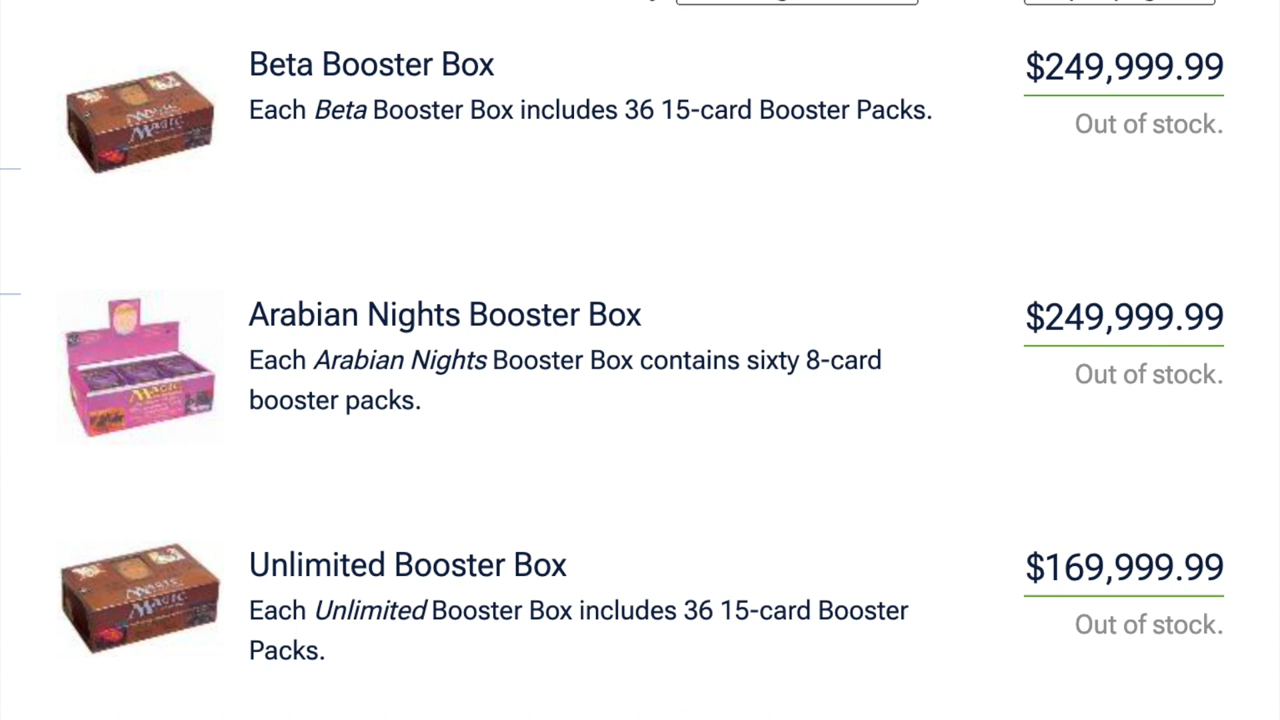 Beta Booster Box
$249,999.99
Each Beta Booster Box includes 36 15-card Booster Packs.
Out of stock.
Arabian Nights Booster Box
$249,999.99
Each Arabian Nights Booster Box contains sixty 8-card
booster packs.
Out of stock.
MAGIC
Unlimited Booster Box
$169,999.99
Each Unlimited Booster Box includes 36 15-card Booster
Packs.
Out of stock.
MAGIC